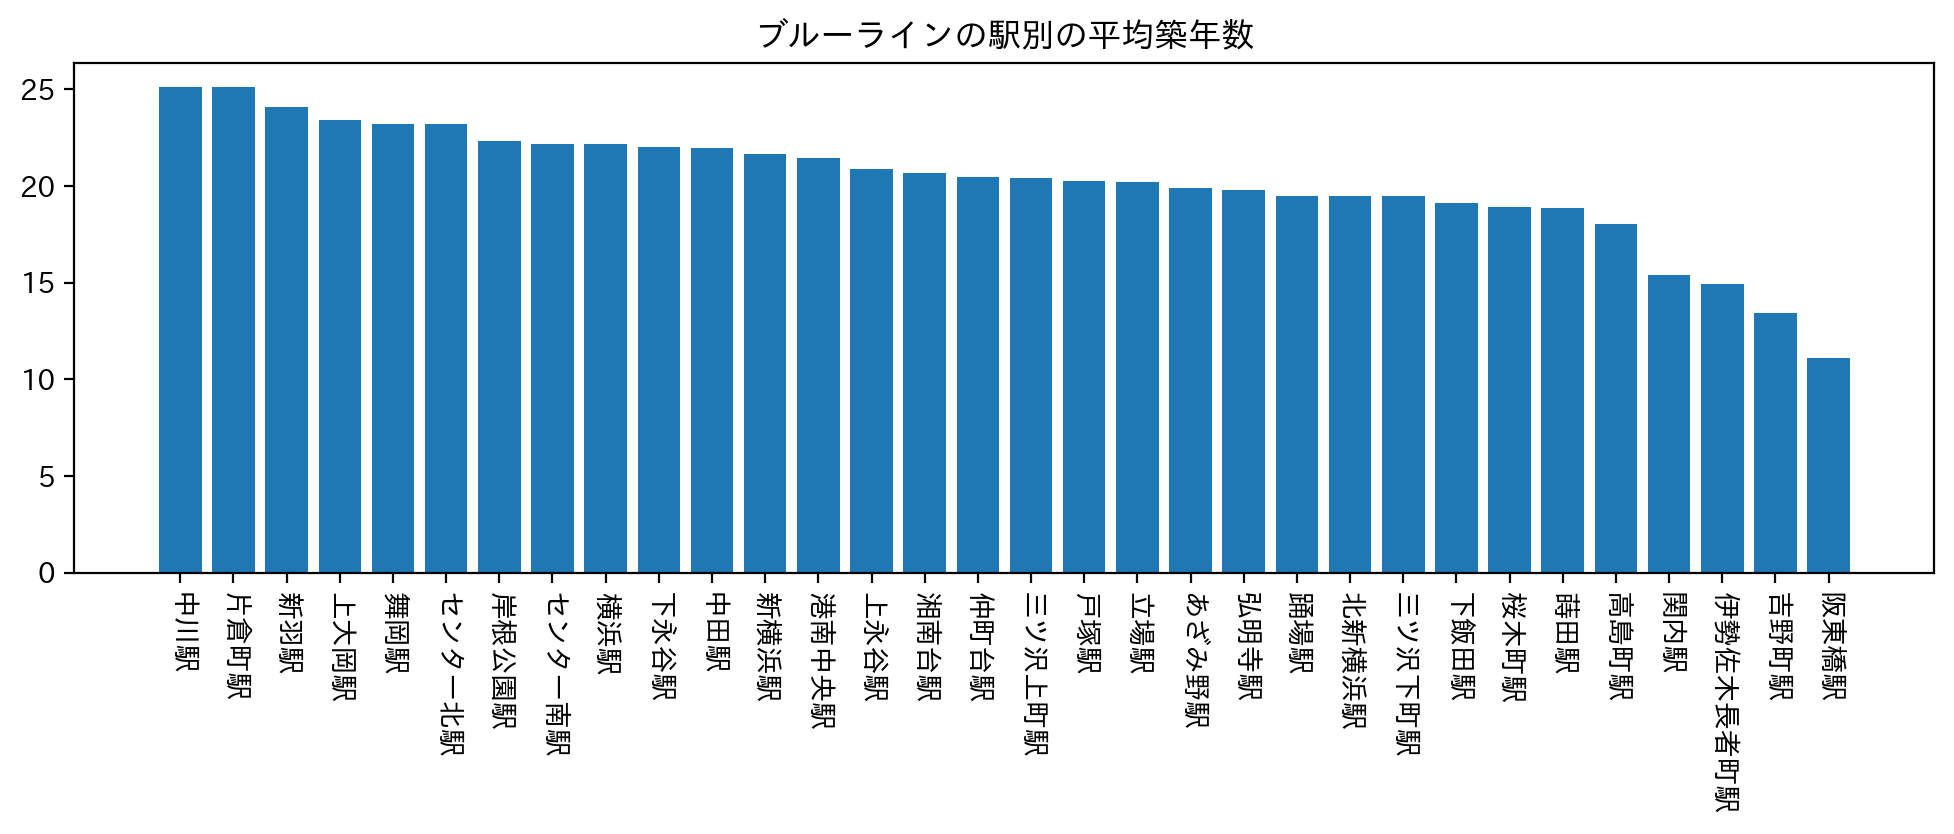 ブルーラインの駅別の平均築年数
25
20
15
10
5
0
中川駅
片倉町駅
新羽駅
上大岡駅
舞岡駅
センター北駅
岸根公園駅
センター南駅
横浜駅
下永谷駅
中田駅
新横浜駅
港南中央駅
上永谷駅
湘南台駅
仲町台駅
三ツ沢上町駅
戸塚駅
立場駅
あざみ野駅
弘明寺駅
踊場駅
北新横浜駅
三ツ沢下町駅
下飯田駅
桜木町駅
蒔田駅
高島町駅
関内駅
伊勢佐木長者町駅
吉野町駅
阪東橋駅